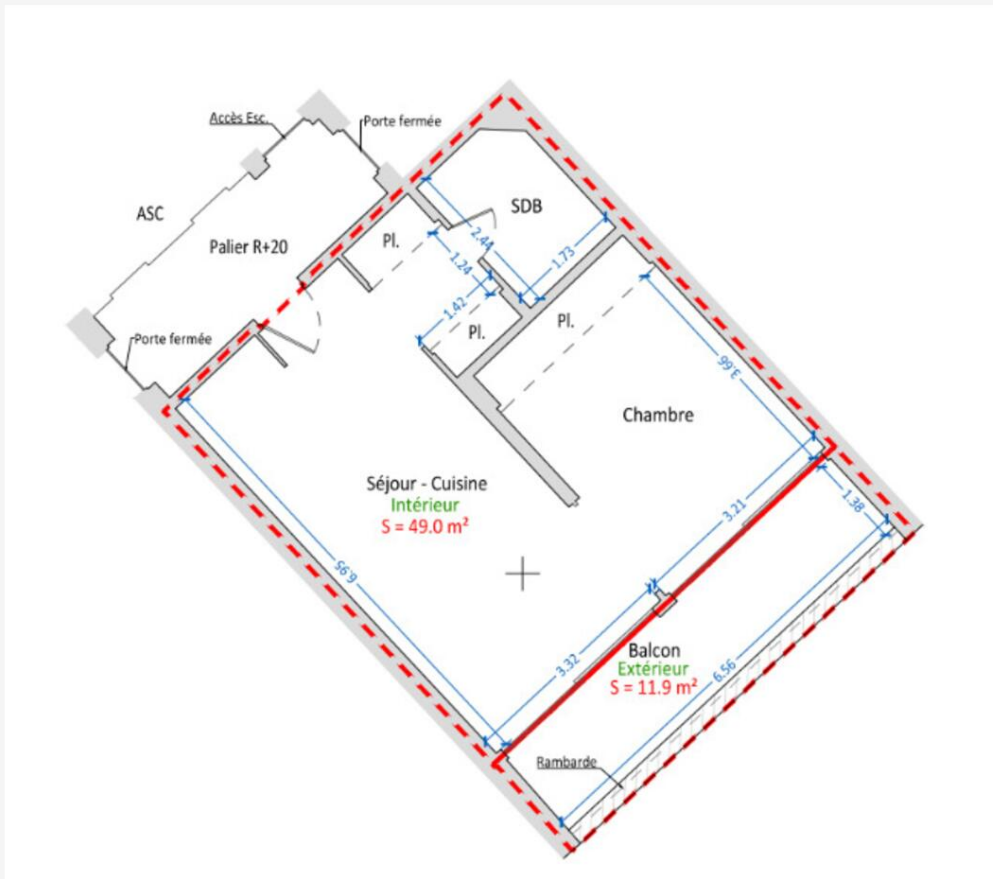 Accès Esc.
Porte fermée
ASC
Palier R+20
Pl.
SDB
2.44
1.24
1.73
1.42
Pl.
Pl.
Porte fermée
3.66
Chambre
Séjour - Cuisine
Intérieur
S = 49.0 m²
3.21
1.38
6.95
3.32
Balcon
Extérieur
S = 11.9 m²
6.56
Rambarde